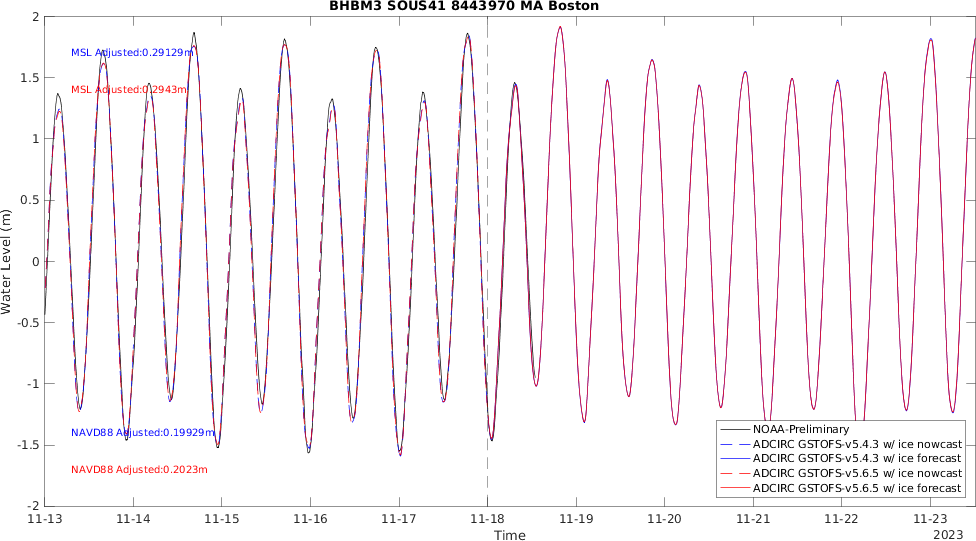 BHBM3 SOUS41 8443970 MA Boston
Water Level (m)
2
1.5
1
0.5
0
-0.5
-1
-1.5
-2
MSL Adjusted:0.29129m
MSL Adjusted:0.2943m
NAVD88 Adjusted:0.19929m
NAVD88 Adjusted:0.2023m
NOAA-Preliminary
ADCIRC GSTOFS-v5.4.3 w/ ice nowcast
ADCIRC GSTOFS-v5.4.3 w/ ice forecast
ADCIRC GSTOFS-v5.6.5 w/ ice nowcast
ADCIRC GSTOFS-v5.6.5 w/ ice forecast
11-13 11-14 11-15 11-16 11-17 11-18 11-19 11-20 11-21 11-22 11-23
Time
2023